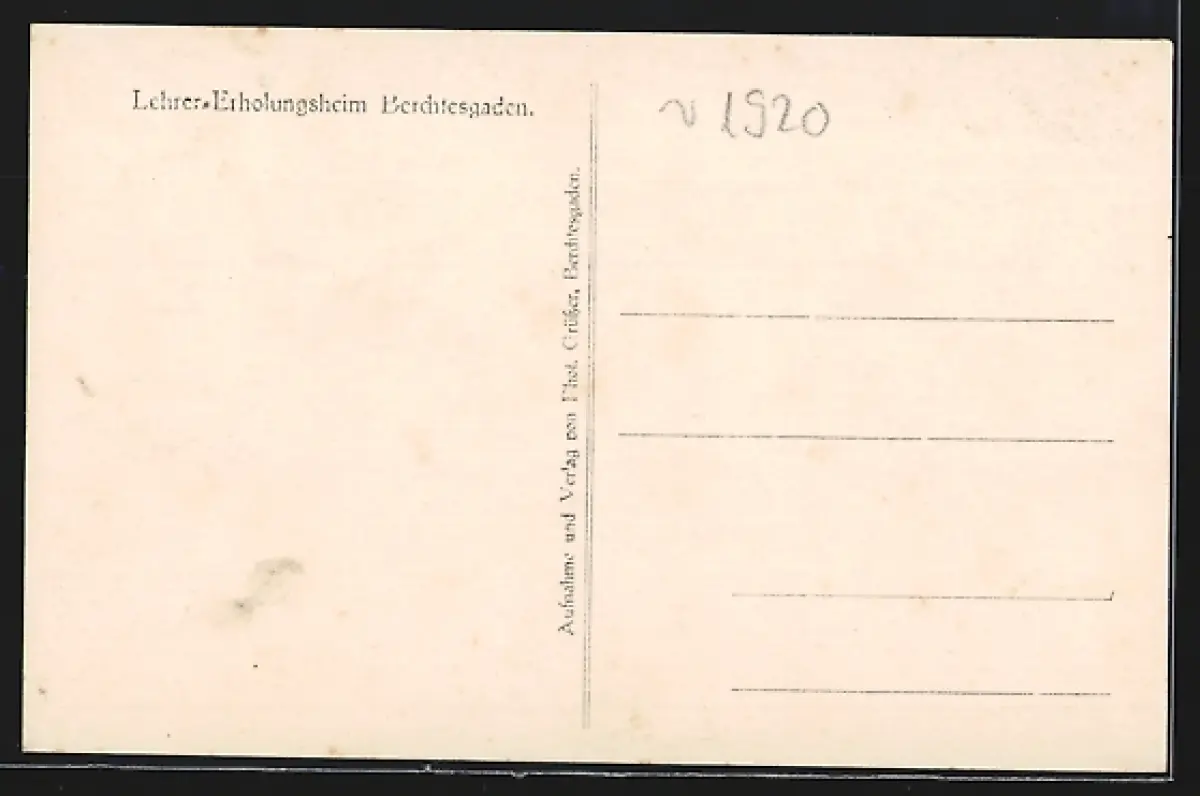 Lehrer-Erholungsheim Berchtesgaden.
Aufnahme und Verlag von Phot. Grüßer, Berchtesgaden.
~ 1920